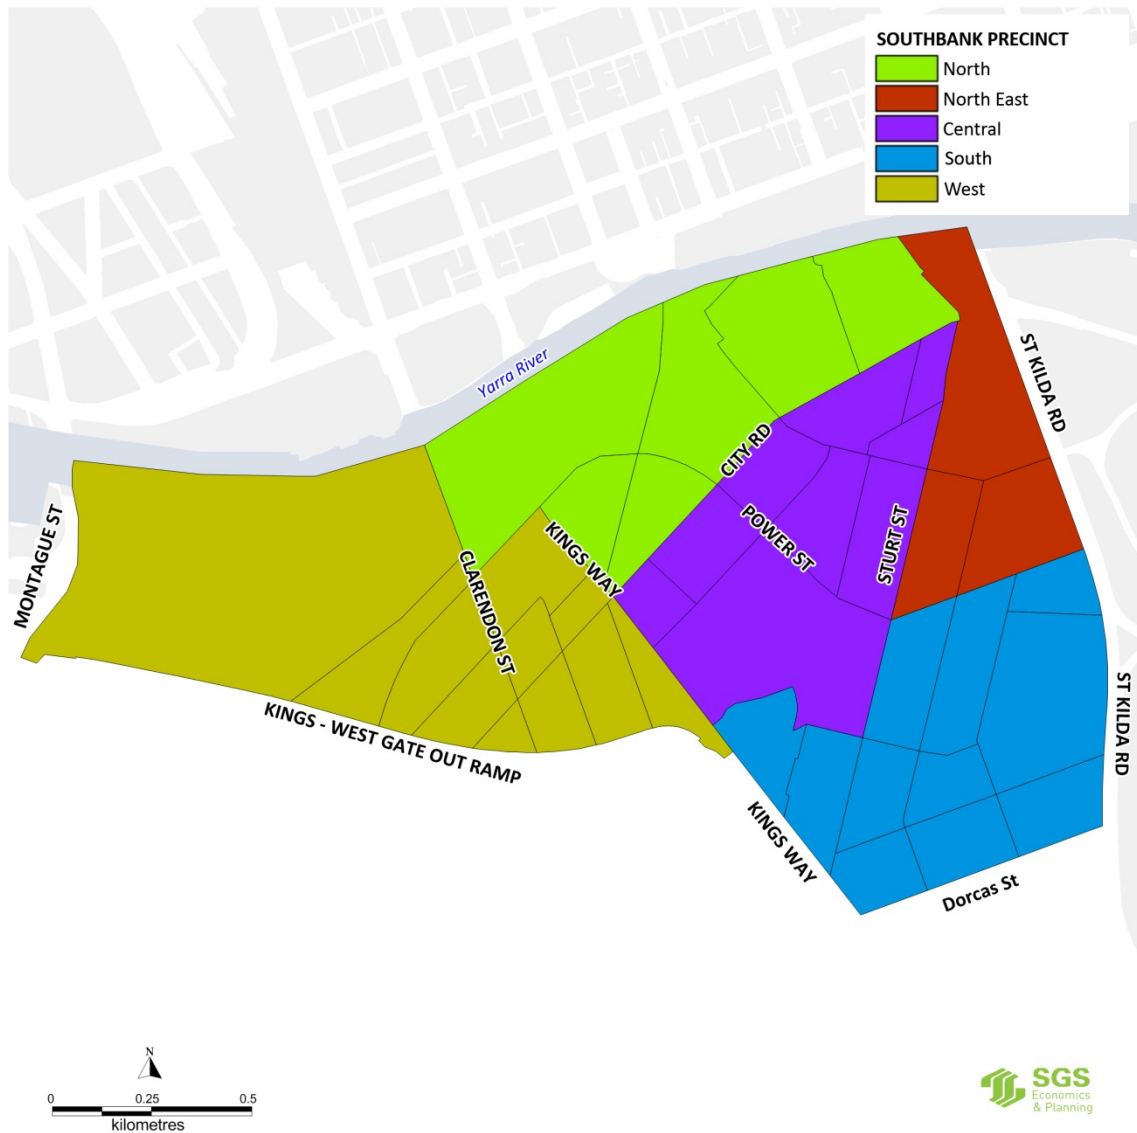 SOUTHBANK PRECINCT
North
North East
Central
South
West
Yarra River
ST KILDA RD
CITY RD
POWER ST
STURT ST
KINGS WAY
MONTAGUE ST
CLARENDON ST
KINGS - WEST GATE OUT RAMP
ST KILDA RD
KINGS WAY
Dorcas St
N
0 0.25 0.5
kilometres
SGS
Economics
& Planning